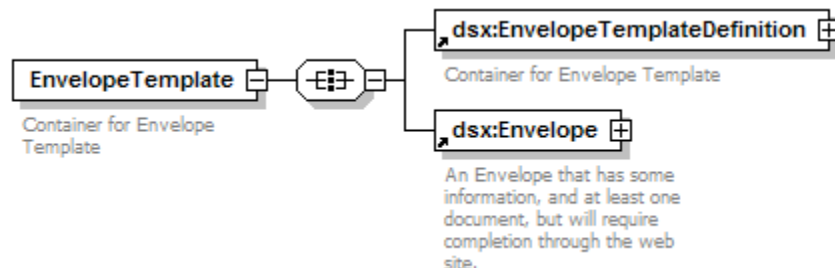 dsx:EnvelopeTemplateDefinition
Container for Envelope Template
EnvelopeTemplate
Container for Envelope
Template
dsx:Envelope
An Envelope that has some
information, and at least one
document, but will require
completion through the web
site.